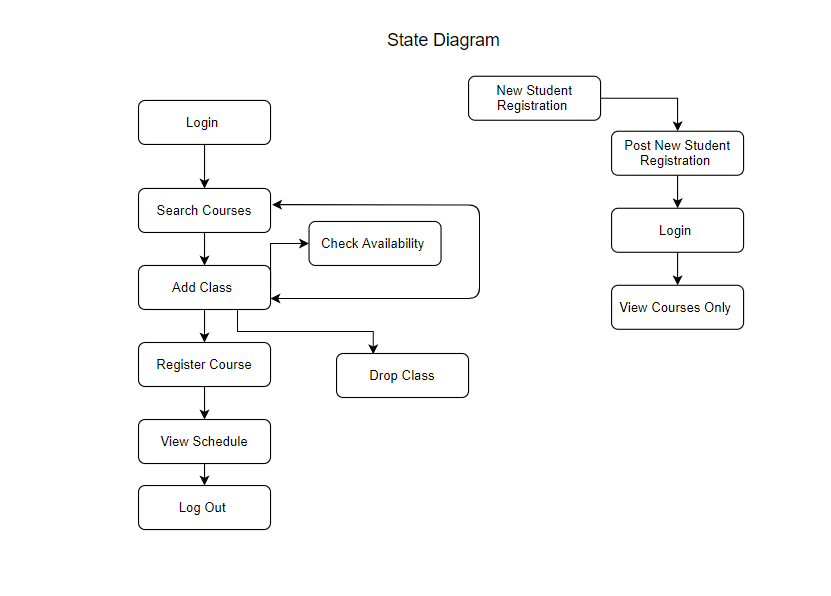 State Diagram
Login
Search Courses
Check Availability
Add Class
Register Course
Drop Class
View Schedule
Log Out
New Student
Registration
Post New Student
Registration
Login
View Courses Only